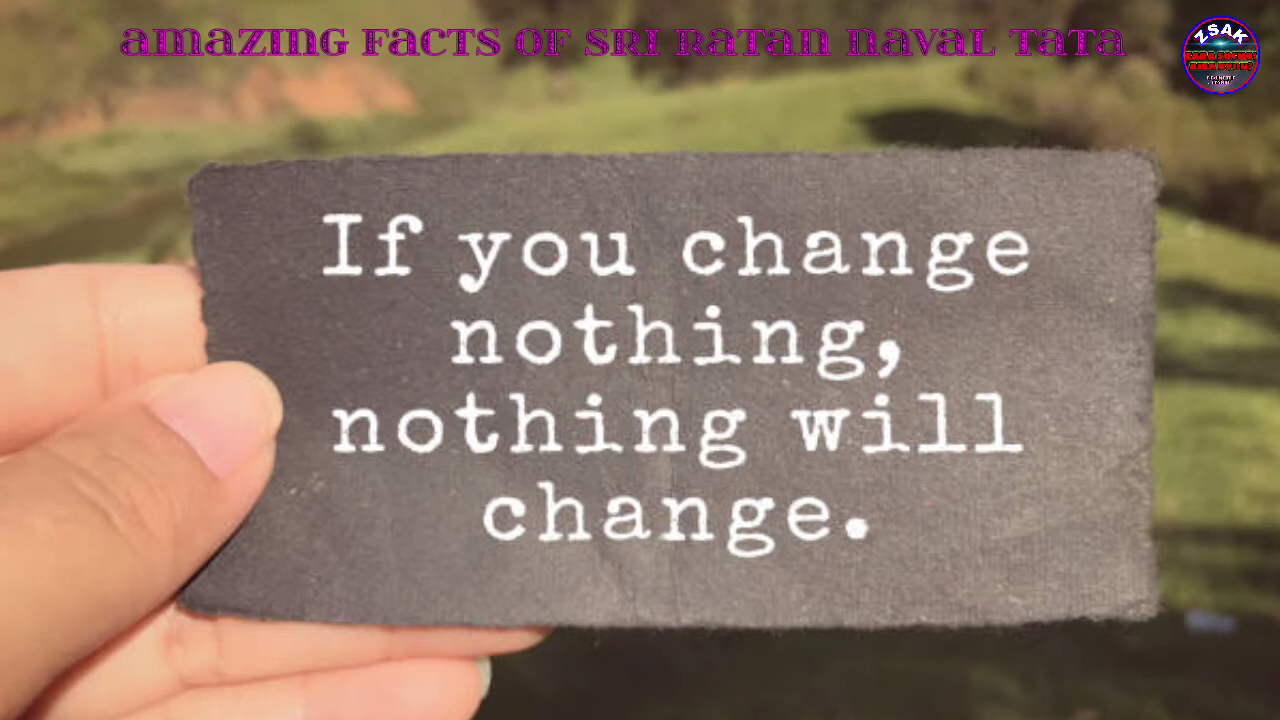 amazing facts of sri ratan naval tata
ZSAK
If you change
nothing,
nothing will
change.